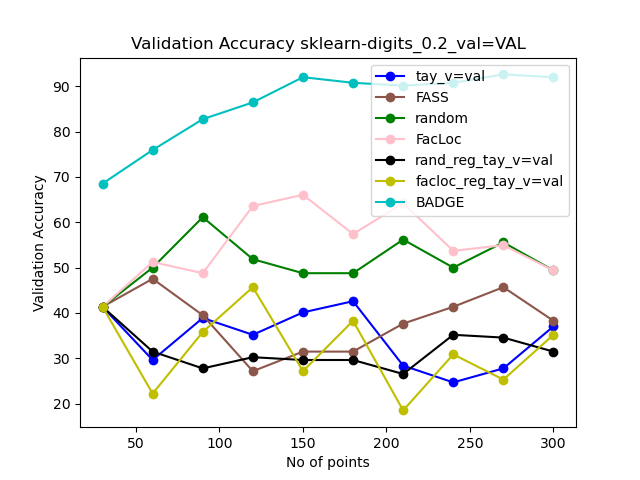 Validation Accuracy sklearn-digits_0.2_val=VAL
Validation Accuracy
90
80
70
60
50
40
30
20
tay_v=val
FASS
random
FacLoc
rand_reg_tay_v=val
facloc_reg_tay_v=val
BADGE
50 100 150 200 250 300
No of points